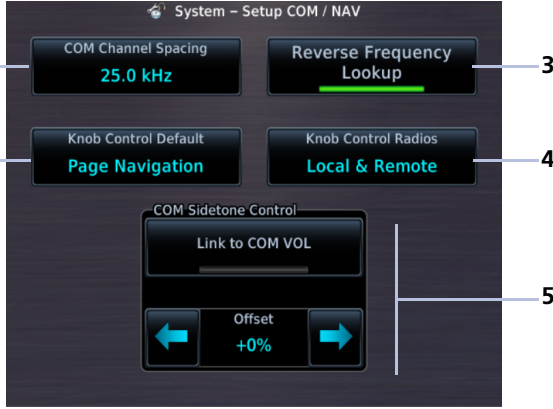 System – Setup COM / NAV
COM Channel Spacing
25.0 kHz
Reverse Frequency
Lookup
3
Knob Control Default
Page Navigation
Knob Control Radios
Local & Remote
4
COM Sidetone Control
Link to COM VOL
Offset
+0%
5